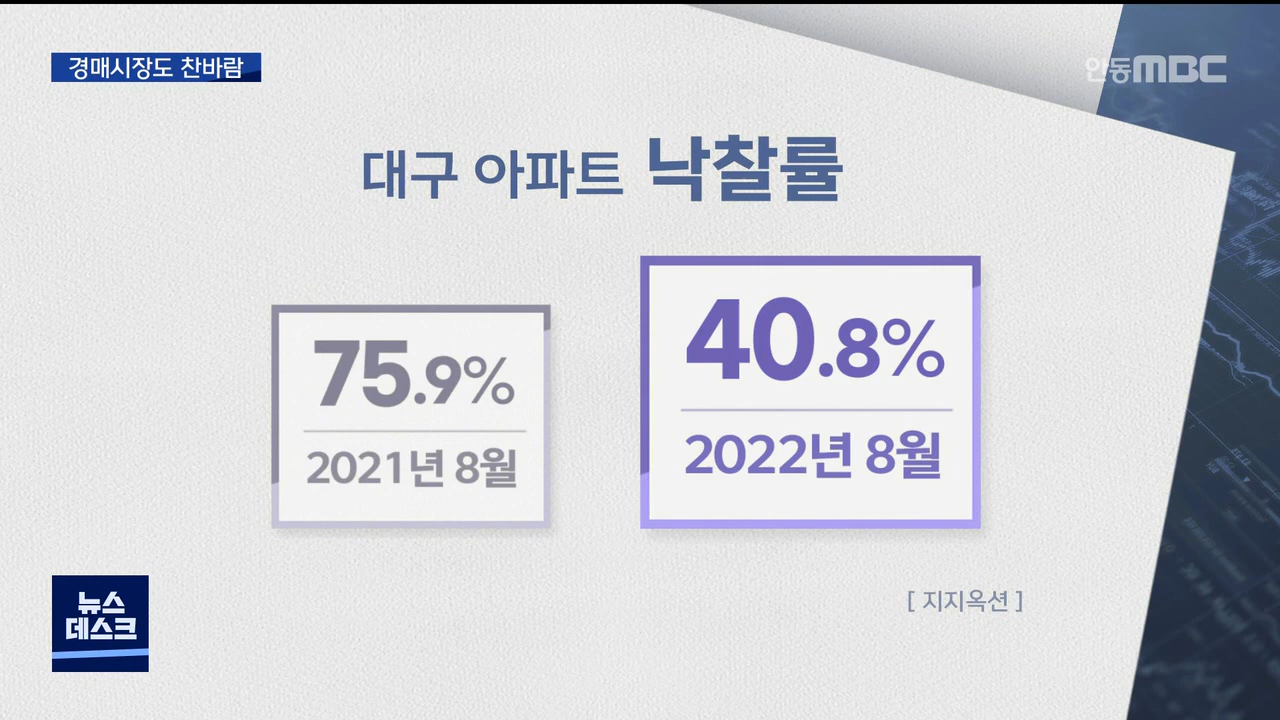 경매시장도 찬바람
안동MBC
대구 아파트 낙찰률
75.9%
2021년 8월
40.8%
2022년 8월
[ 지지옥션 ]
뉴스
데스크